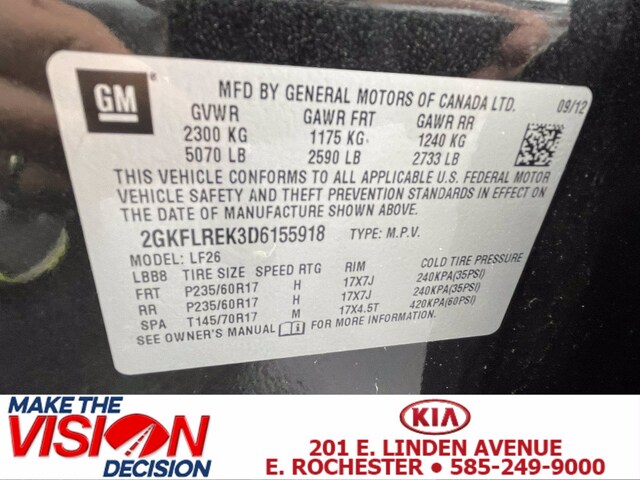 GM
MFD BY GENERAL MOTORS OF CANADA LTD. 09/12
GVWR GAWR FRT GAWR RR
2300 KG 1175 KG 1240 KG
5070 LB 2590 LB 2733 LB
THIS VEHICLE CONFORMS TO ALL APPLICABLE U.S. FEDERAL MOTOR
VEHICLE SAFETY AND THEFT PREVENTION STANDARDS IN EFFECT ON
THE DATE OF MANUFACTURE SHOWN ABOVE.
2GKFLREK3D6155918 TYPE: M.P.V.
MODEL: LF26
LBB8 TIRE SIZE SPEED RTG RIM COLD TIRE PRESSURE
FRT P235/60R17 H 17X7J 240KPA(35PSI)
RR P235/60R17 H 17X7J 240KPA(35PSI)
SPA T145/70R17 M 17X4.5T 420KPA(60PSI)
SEE OWNER'S MANUAL FOR MORE INFORMATION.
MAKE THE
VISION
DECISION
KIA
201 E. LINDEN AVENUE
E. ROCHESTER • 585-249-9000